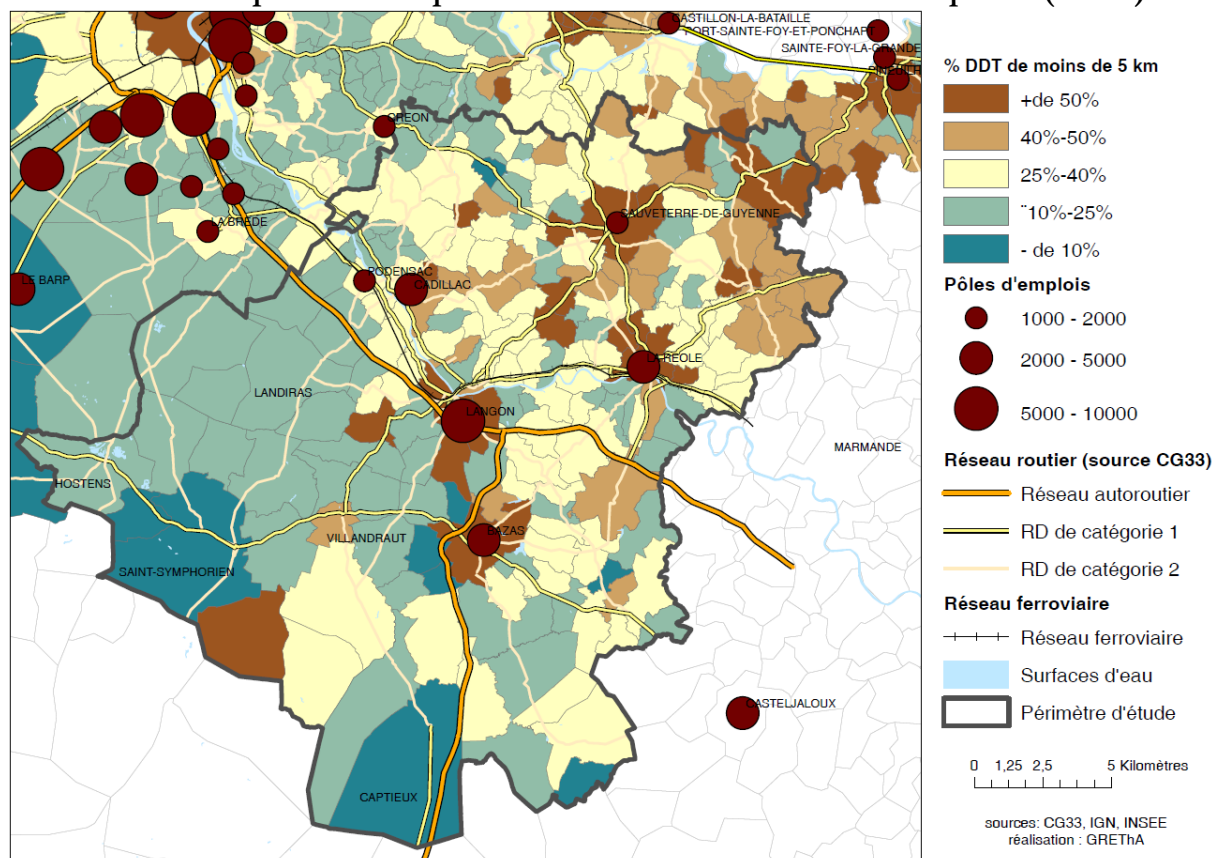 CASTILLON-LA-BATAILLE
PORT-SAINTE-FOY-ET-PONCHAPT
SAINTE-FOY-LA-GRANDE
PINEUILH
CREON
SAUVETERRE-DE-GUYENNE
LA BREDE
PODENSAC
LE BARP
CADILLAC
LA REOLE
LANDIRAS
LANGON
MARMANDE
HOSTENS
VILLANDRAUT
BAZAS
SAINT-SYMPHORIEN
CASTELJALOUX
CAPTIEUX
% DDT de moins de 5 km
+de 50%
40%-50%
25%-40%
¨10%-25%
- de 10%
Pôles d'emplois
1000 - 2000
2000 - 5000
5000 - 10000
Réseau routier (source CG33)
Réseau autoroutier
RD de catégorie 1
RD de catégorie 2
Réseau ferroviaire
Réseau ferroviaire
Surfaces d'eau
Périmètre d'étude
0 1,25 2,5 5 Kilomètres
sources: CG33, IGN, INSEE
réalisation : GREThA